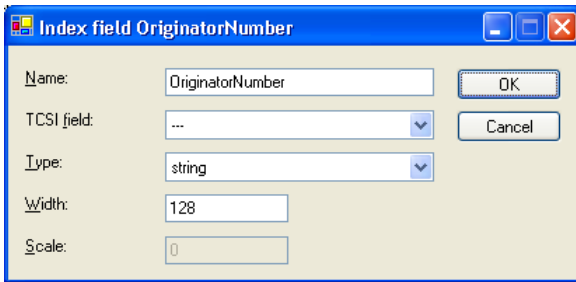 Index field OriginatorNumber
Name: OriginatorNumber OK
TCSI field: --- Cancel
Type: string
Width: 128
Scale: 0